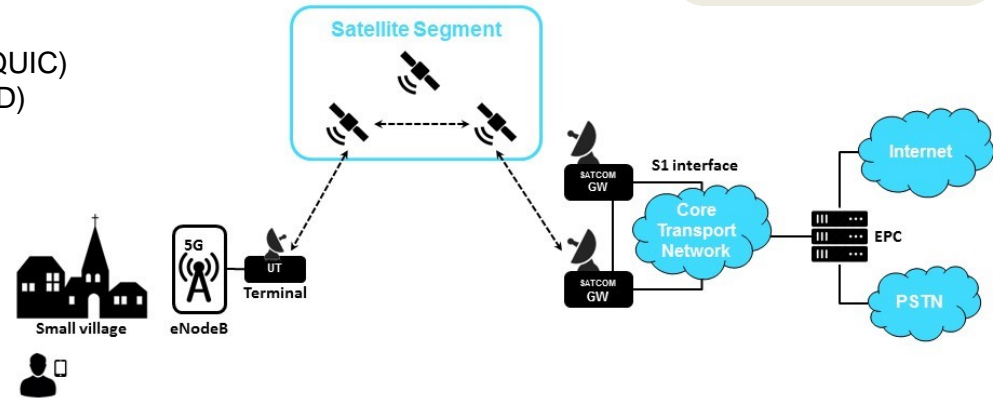 QUIC)
D)
Satellite Segment
SATCOM
GW
S1 interface
Core
Transport
Network
Internet
EPC
PSTN
SATCOM
GW
5G
UT
Terminal
Small village
eNodeB